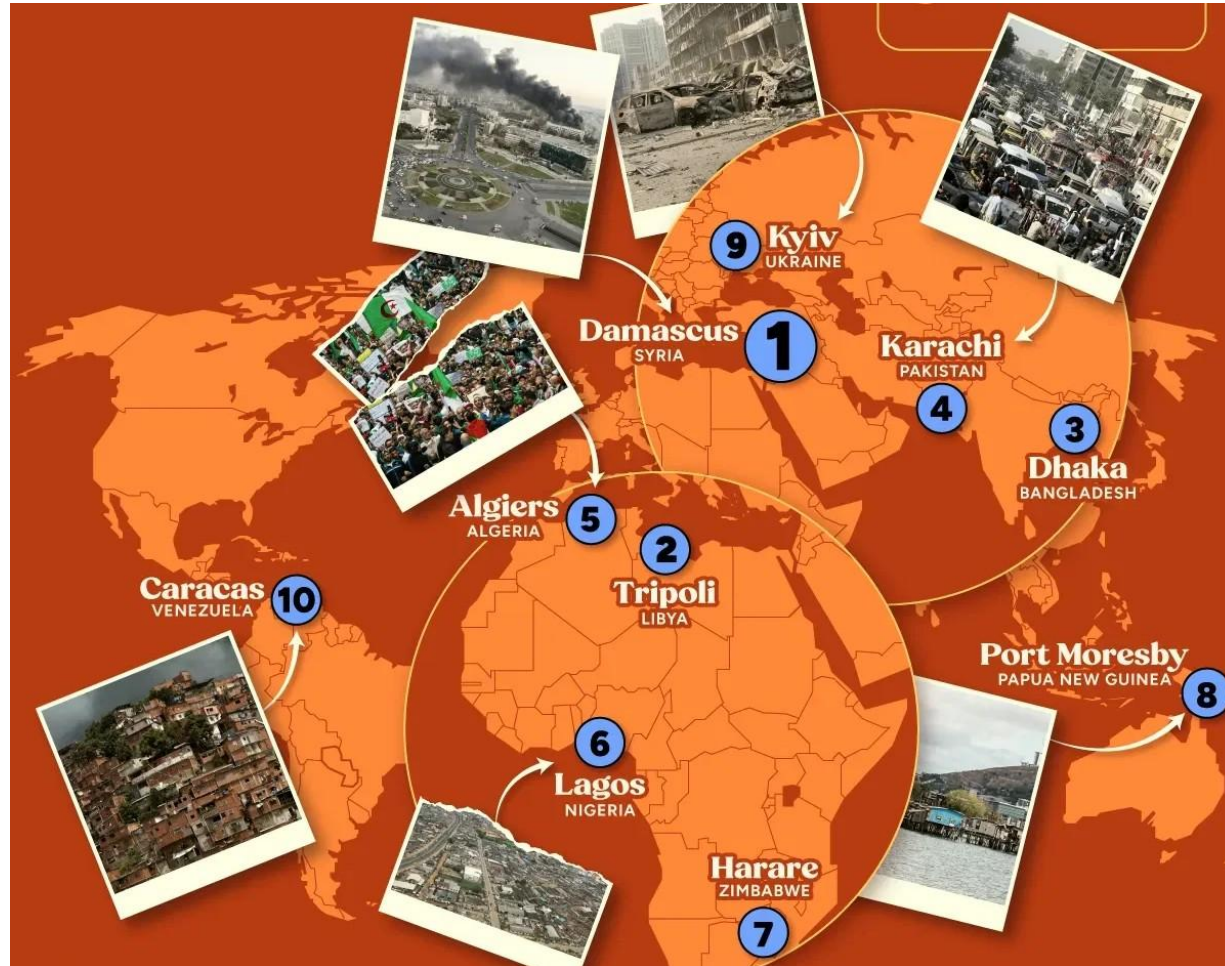 9
Kyiv
UKRAINE
Damascus
SYRIA
1
Karachi
PAKISTAN
4
3
Dhaka
BANGLADESH
Algiers
ALGERIA
5
2
Tripoli
LIBYA
Caracas
VENEZUELA
10
Port Moresby
PAPUA NEW GUINEA
8
6
Lagos
NIGERIA
Harare
ZIMBABWE
7